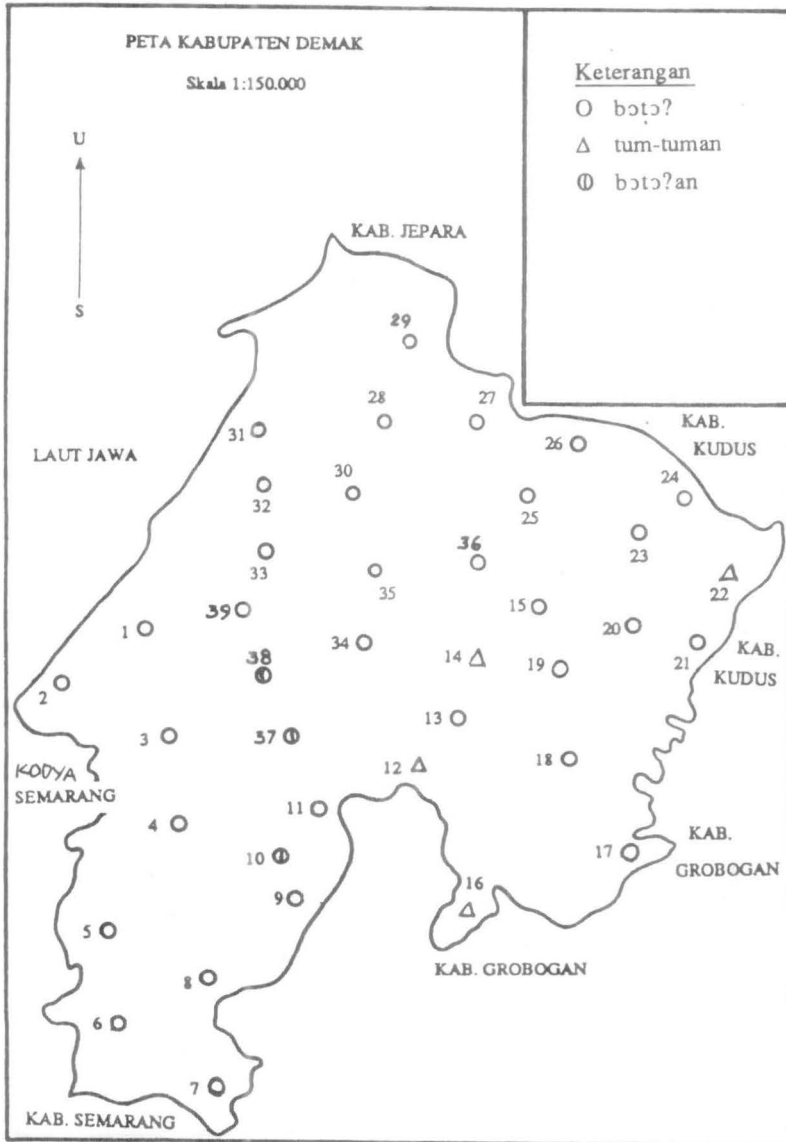 PETA KABUPATEN DEMAK
Skala 1:150.000
Keterangan
O bɔtɔ?
Δ tum-tuman
⦶ bɔtɔ?an
U
S
KAB. JEPARA
29
28
27
31
26
KAB.
KUDUS
LAUT JAWA
30
24
32
25
23
36
33
35
22
39
15
1
20
34
14
21
KAB.
KUDUS
38
19
2
13
3
37
18
12
KODYA
SEMARANG
11
4
17
KAB.
GROBOGAN
10
16
9
5
KAB. GROBOGAN
8
6
7
KAB. SEMARANG